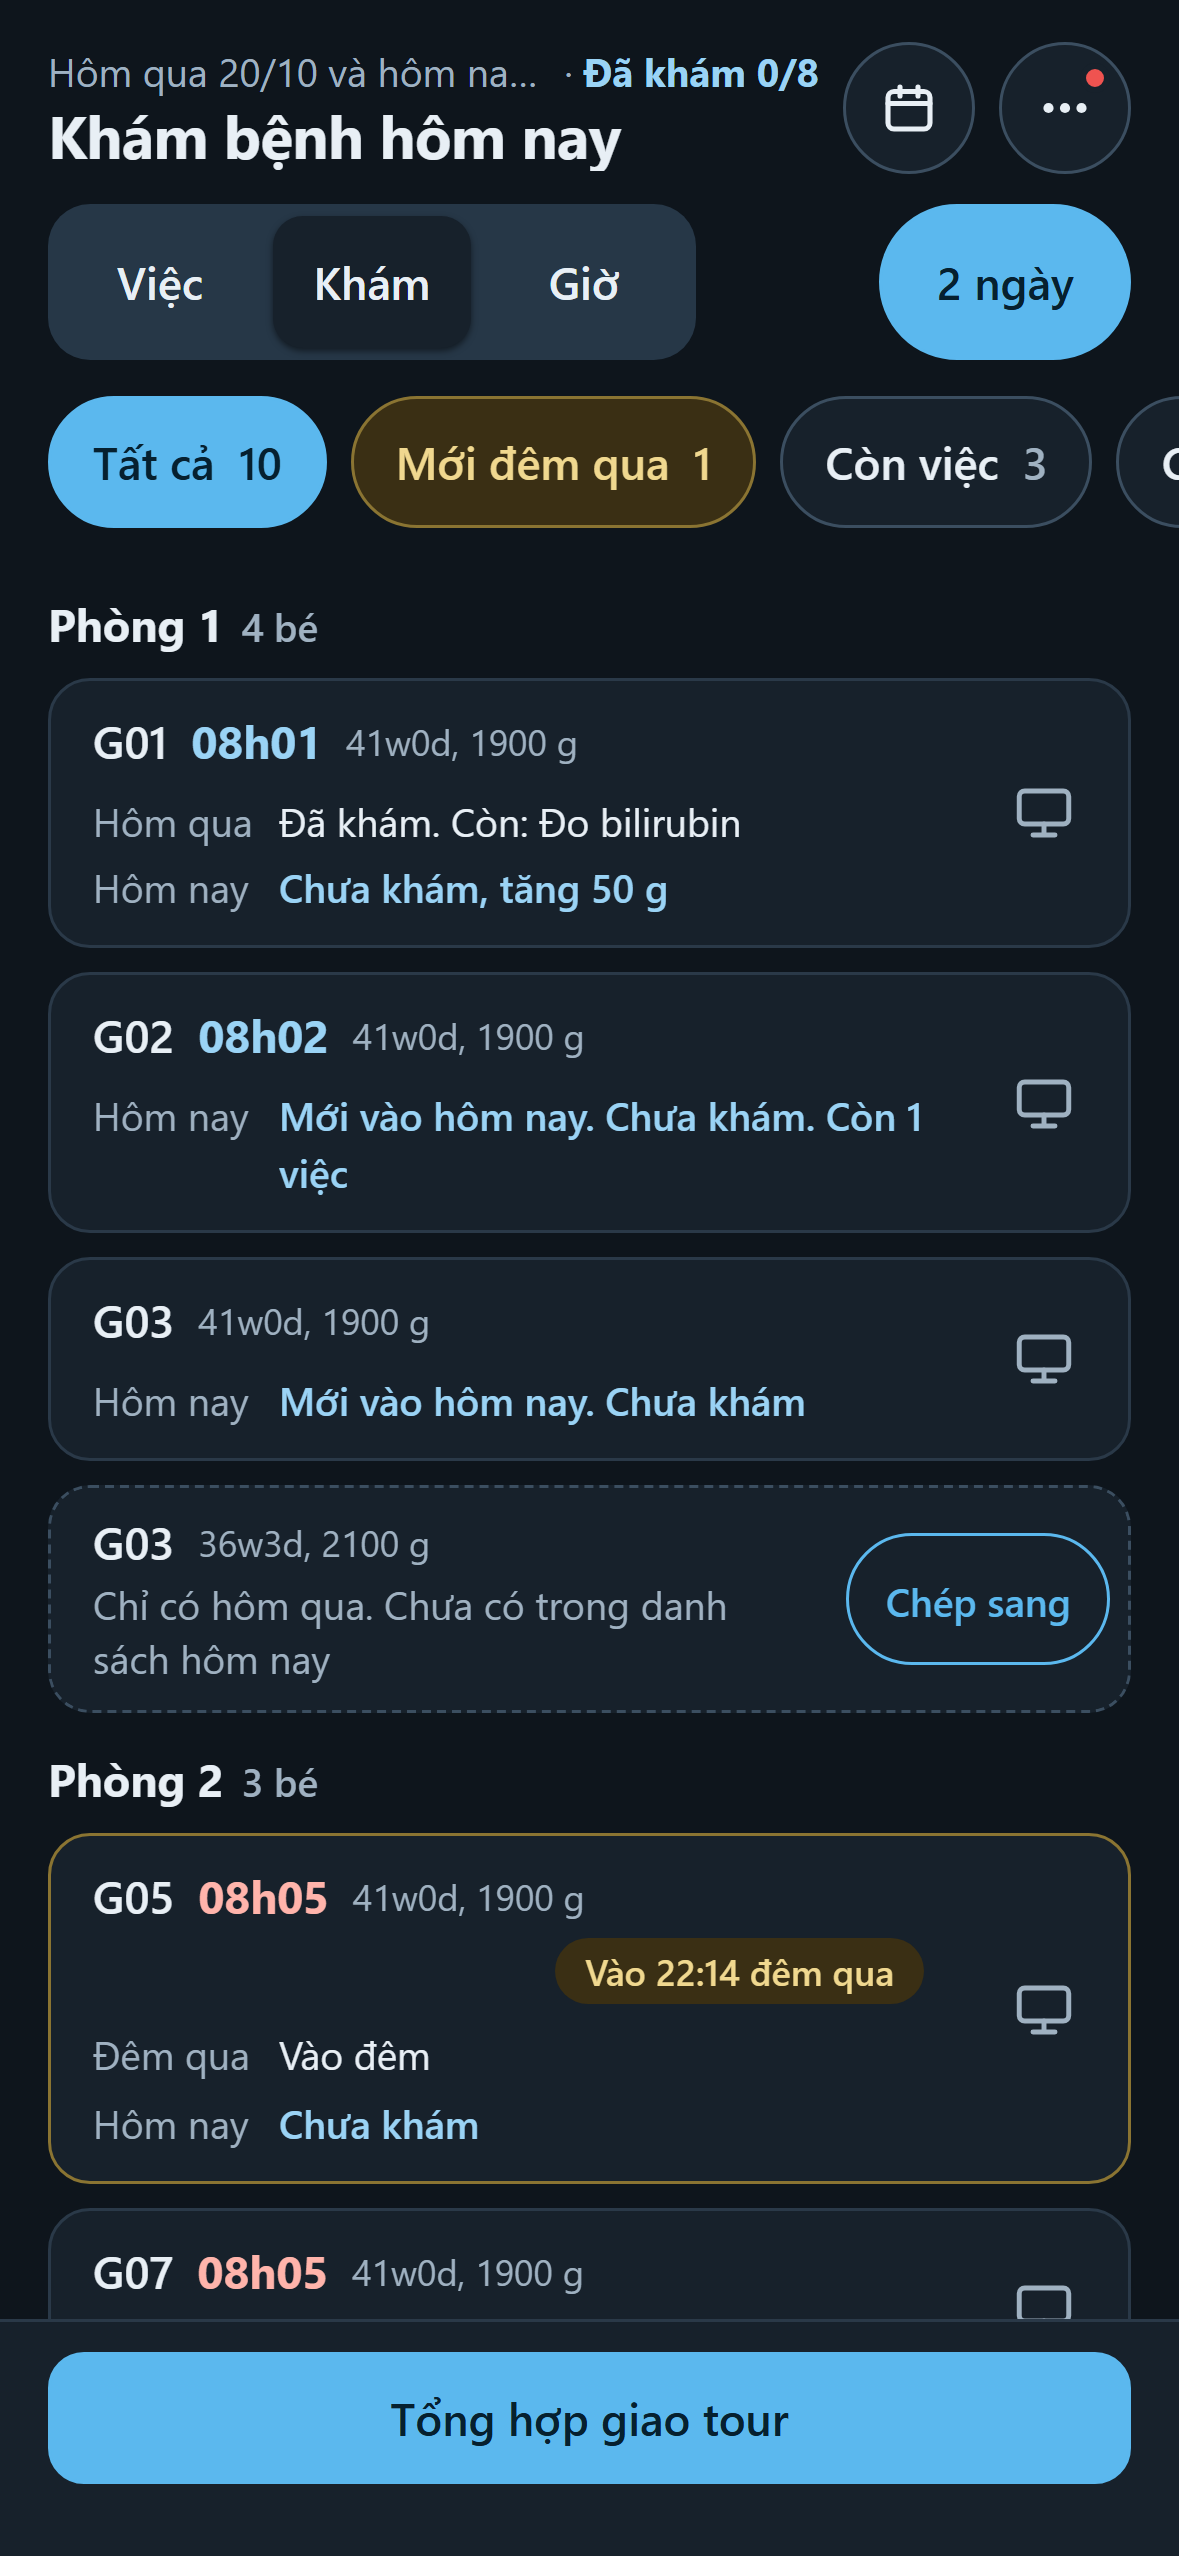 Hôm qua 20/10 và hôm na... · Đã khám 0/8
Khám bệnh hôm nay
Việc Khám Giờ 2 ngày
Tất cả 10 Mới đêm qua 1 Còn việc 3
Phòng 1 4 bé
G01 08h01 41w0d, 1900 g
Hôm qua Đã khám. Còn: Đo bilirubin
Hôm nay Chưa khám, tăng 50 g
G02 08h02 41w0d, 1900 g
Hôm nay Mới vào hôm nay. Chưa khám. Còn 1
việc
G03 41w0d, 1900 g
Hôm nay Mới vào hôm nay. Chưa khám
G03 36w3d, 2100 g
Chỉ có hôm qua. Chưa có trong danh
sách hôm nay
Chép sang
Phòng 2 3 bé
G05 08h05 41w0d, 1900 g
Vào 22:14 đêm qua
Đêm qua Vào đêm
Hôm nay Chưa khám
G07 08h05 41w0d, 1900 g
Tổng hợp giao tour